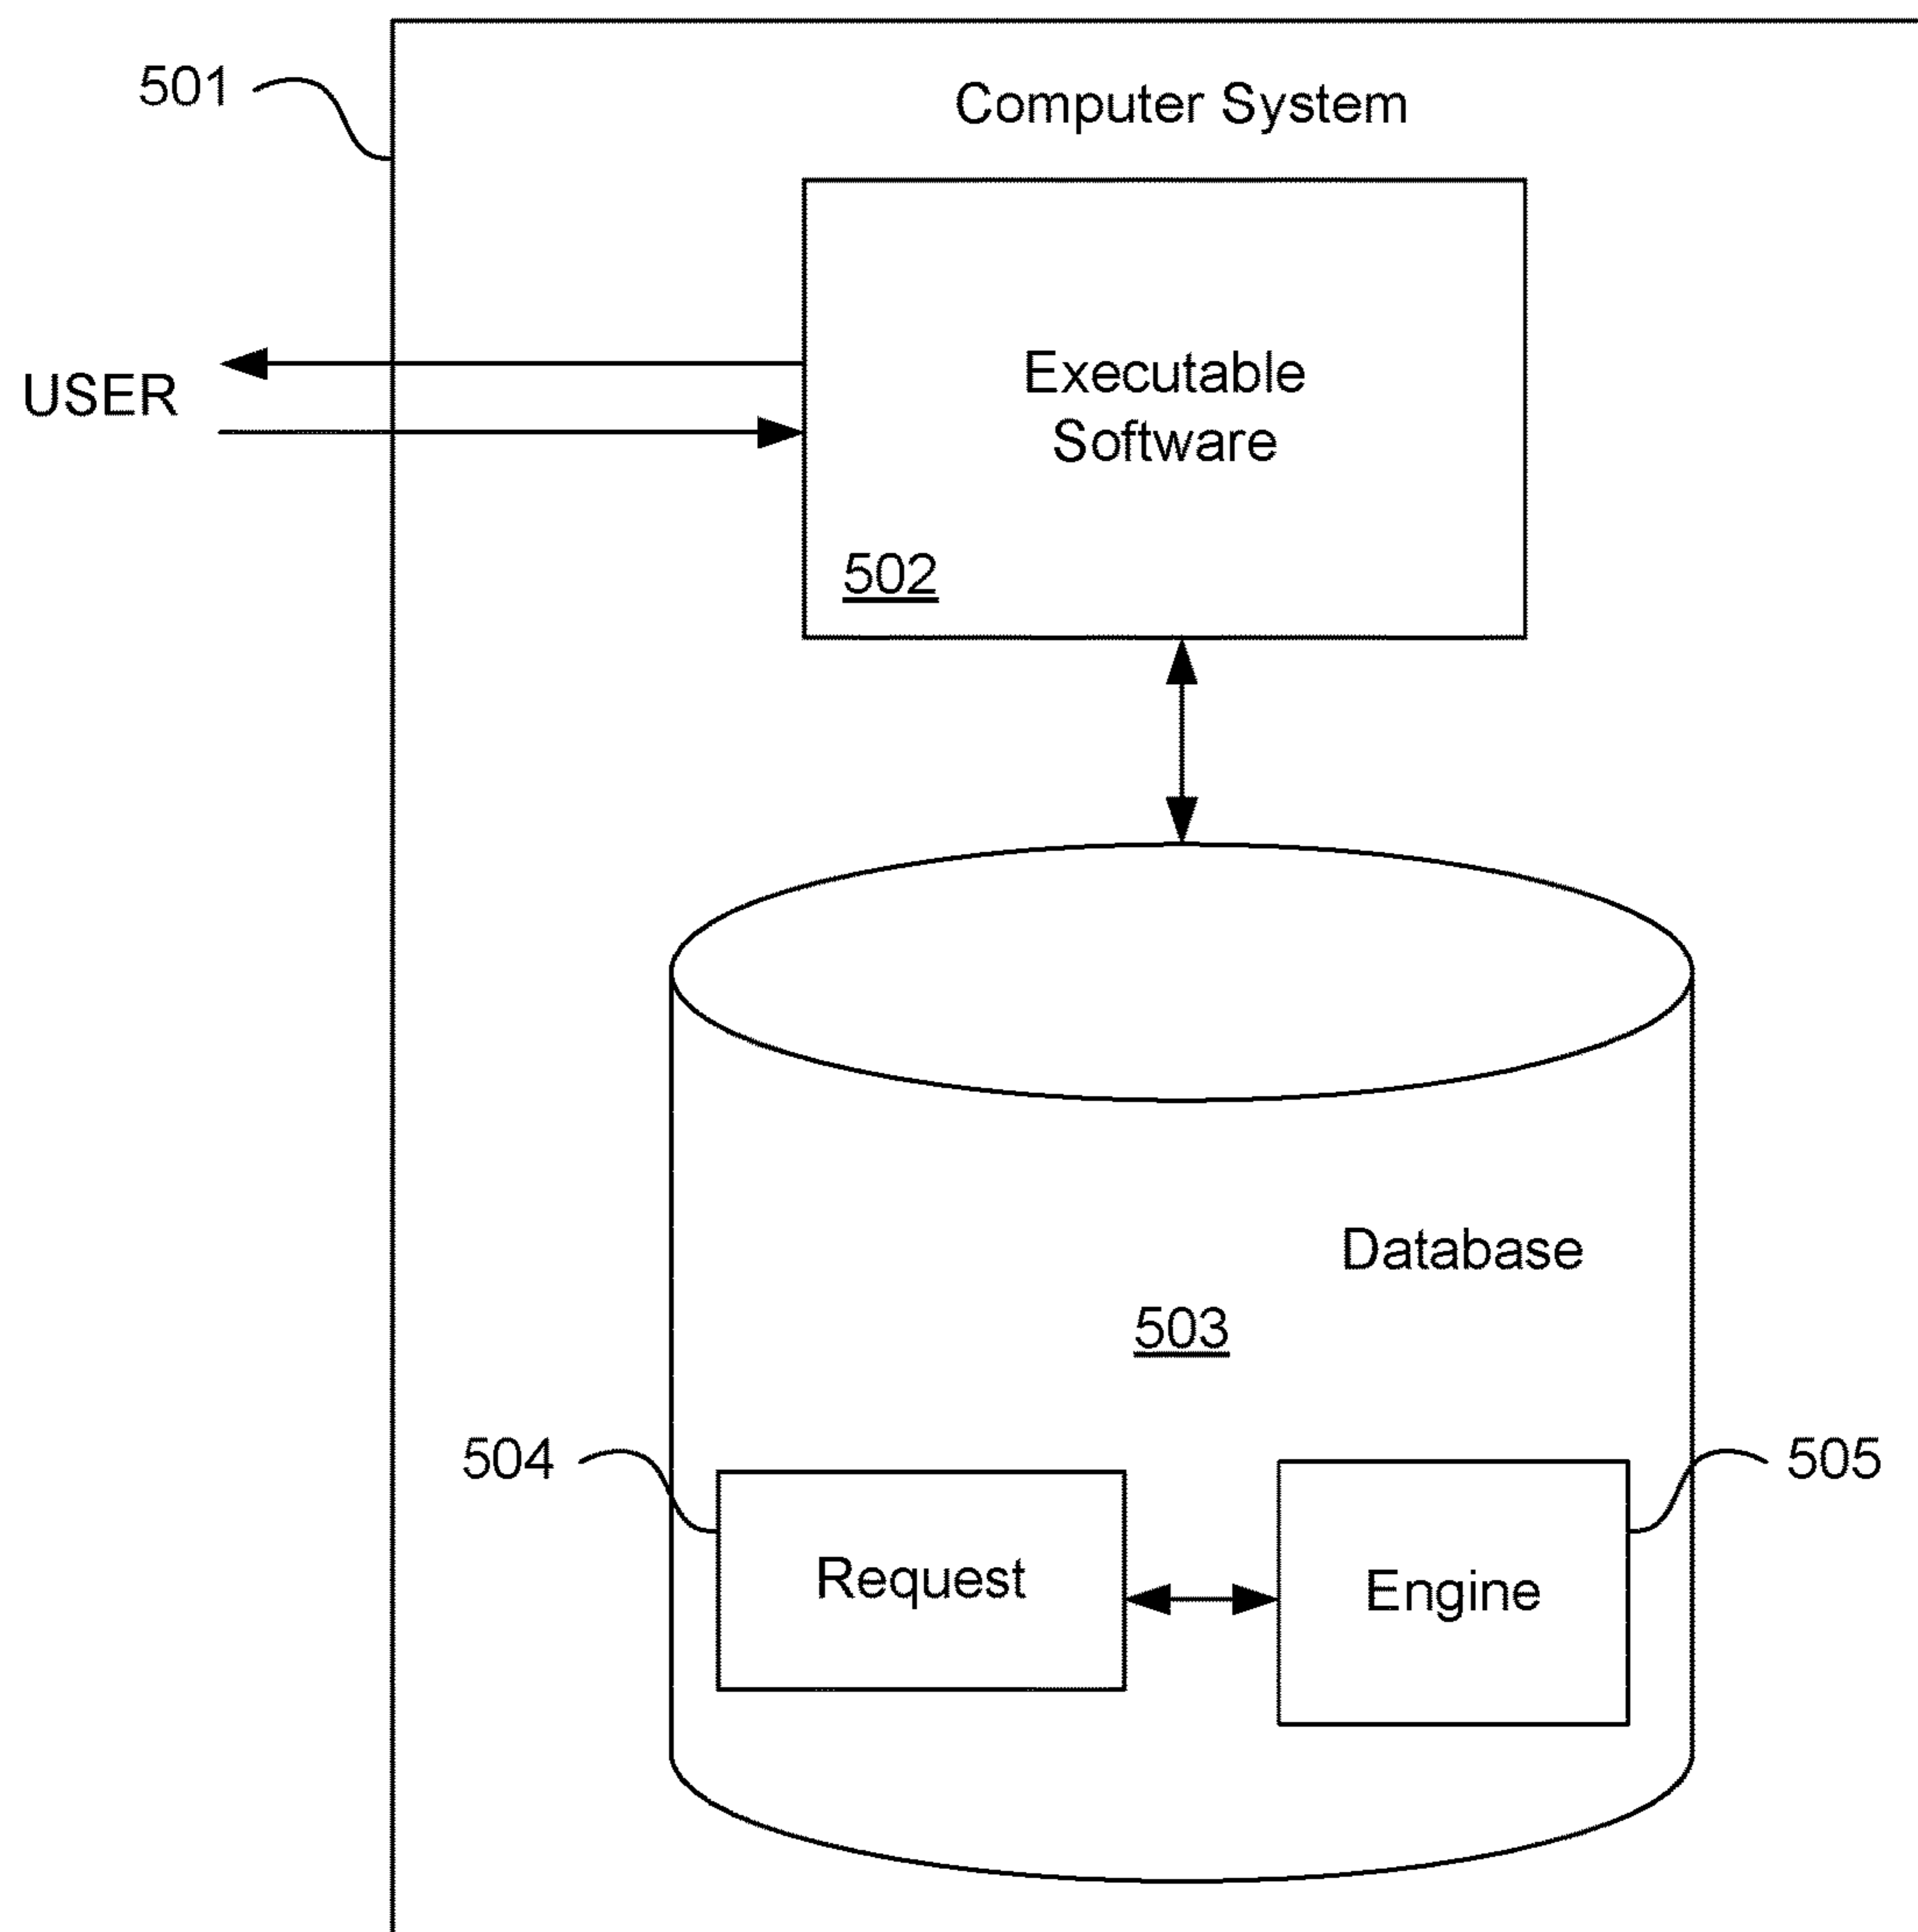 501
Computer System
USER
Executable
Software
502
Database
503
504
505
Request
Engine